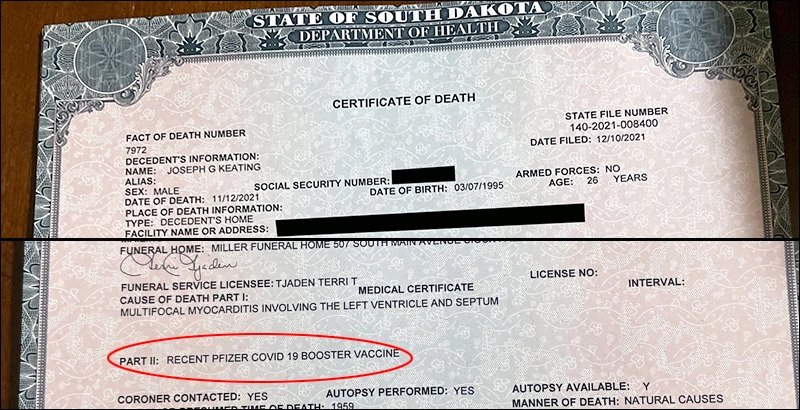 STATE OF SOUTH DAKOTA
DEPARTMENT OF HEALTH
CERTIFICATE OF DEATH
STATE FILE NUMBER
140-2021-008400
FACT OF DEATH NUMBER
DATE FILED: 12/10/2021
7972
DECEDENT'S INFORMATION:
NAME: JOSEPH G KEATING
ALIAS:
SOCIAL SECURITY NUMBER:
ARMED FORCES: NO
SEX: MALE
DATE OF BIRTH: 03/07/1995
AGE: 26 YEARS
DATE OF DEATH: 11/12/2021
PLACE OF DEATH INFORMATION:
TYPE: DECEDENT'S HOME
FACILITY NAME OR ADDRESS:
FUNERAL HOME: MILLER FUNERAL HOME 507 SOUTH MAIN AVENUE
Terri Tjaden
LICENSE NO:
INTERVAL:
FUNERAL SERVICE LICENSEE: TJADEN TERRI T
MEDICAL CERTIFICATE
CAUSE OF DEATH PART I:
MULTIFOCAL MYOCARDITIS INVOLVING THE LEFT VENTRICLE AND SEPTUM
PART II: RECENT PFIZER COVID 19 BOOSTER VACCINE
CORONER CONTACTED: YES AUTOPSY PERFORMED: YES AUTOPSY AVAILABLE: Y
TIME OF DEATH: 1959 MANNER OF DEATH: NATURAL CAUSES